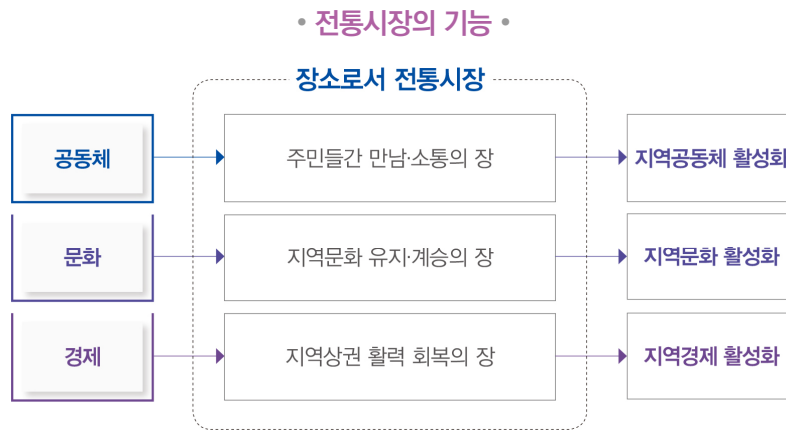 • 전통시장의 기능 •
장소로서 전통시장
공동체
주민들간 만남·소통의 장
지역공동체 활성화
문화
지역문화 유지·계승의 장
지역문화 활성화
경제
지역상권 활력 회복의 장
지역경제 활성화